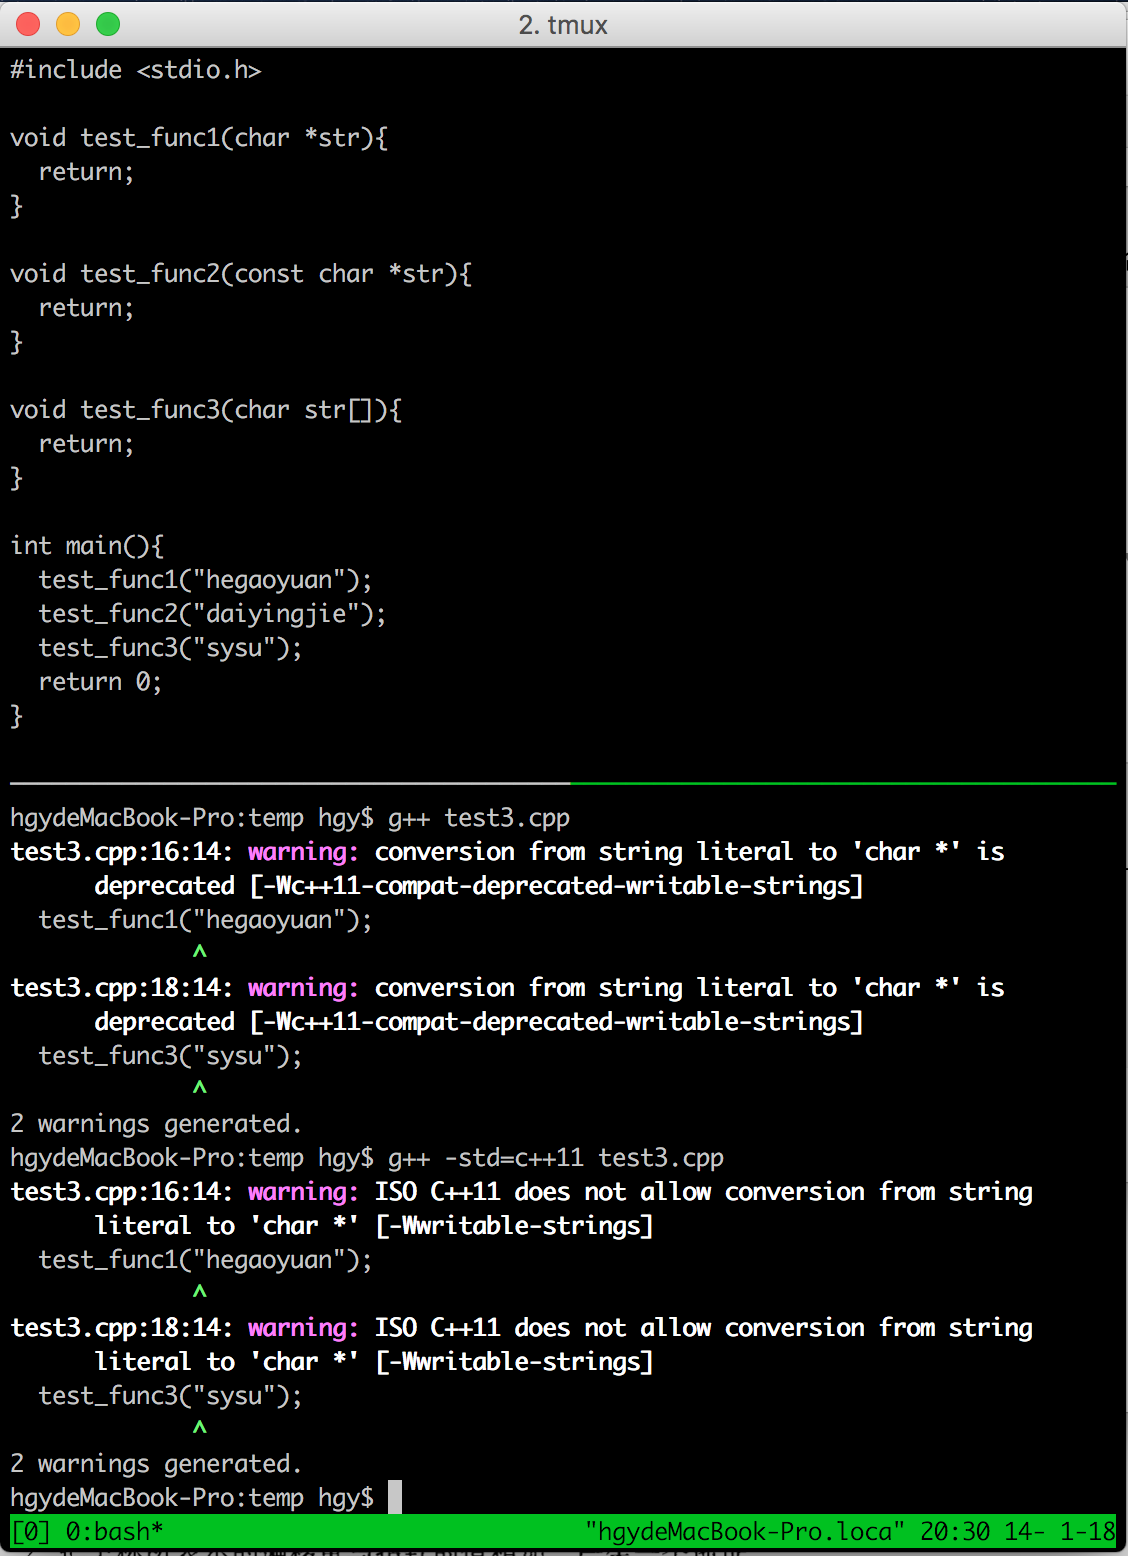 2. tmux
#include <stdio.h>
void test_func1(char *str){
  return;
}
void test_func2(const char *str){
  return;
}
void test_func3(char str[]){
  return;
}
int main(){
  test_func1("hegaoyuan");
  test_func2("daiyingjie");
  test_func3("sysu");
  return 0;
}
hgydeMacBook-Pro:temp hgy$ g++ test3.cpp
test3.cpp:16:14: warning: conversion from string literal to 'char *' is
      deprecated [-Wc++11-compat-deprecated-writable-strings]
  test_func1("hegaoyuan");
             ^
test3.cpp:18:14: warning: conversion from string literal to 'char *' is
      deprecated [-Wc++11-compat-deprecated-writable-strings]
  test_func3("sysu");
             ^
2 warnings generated.
hgydeMacBook-Pro:temp hgy$ g++ -std=c++11 test3.cpp
test3.cpp:16:14: warning: ISO C++11 does not allow conversion from string
      literal to 'char *' [-Wwritable-strings]
  test_func1("hegaoyuan");
             ^
test3.cpp:18:14: warning: ISO C++11 does not allow conversion from string
      literal to 'char *' [-Wwritable-strings]
  test_func3("sysu");
             ^
2 warnings generated.
hgydeMacBook-Pro:temp hgy$
[0] 0:bash* "hgydeMacBook-Pro.loca" 20:30 14- 1-18